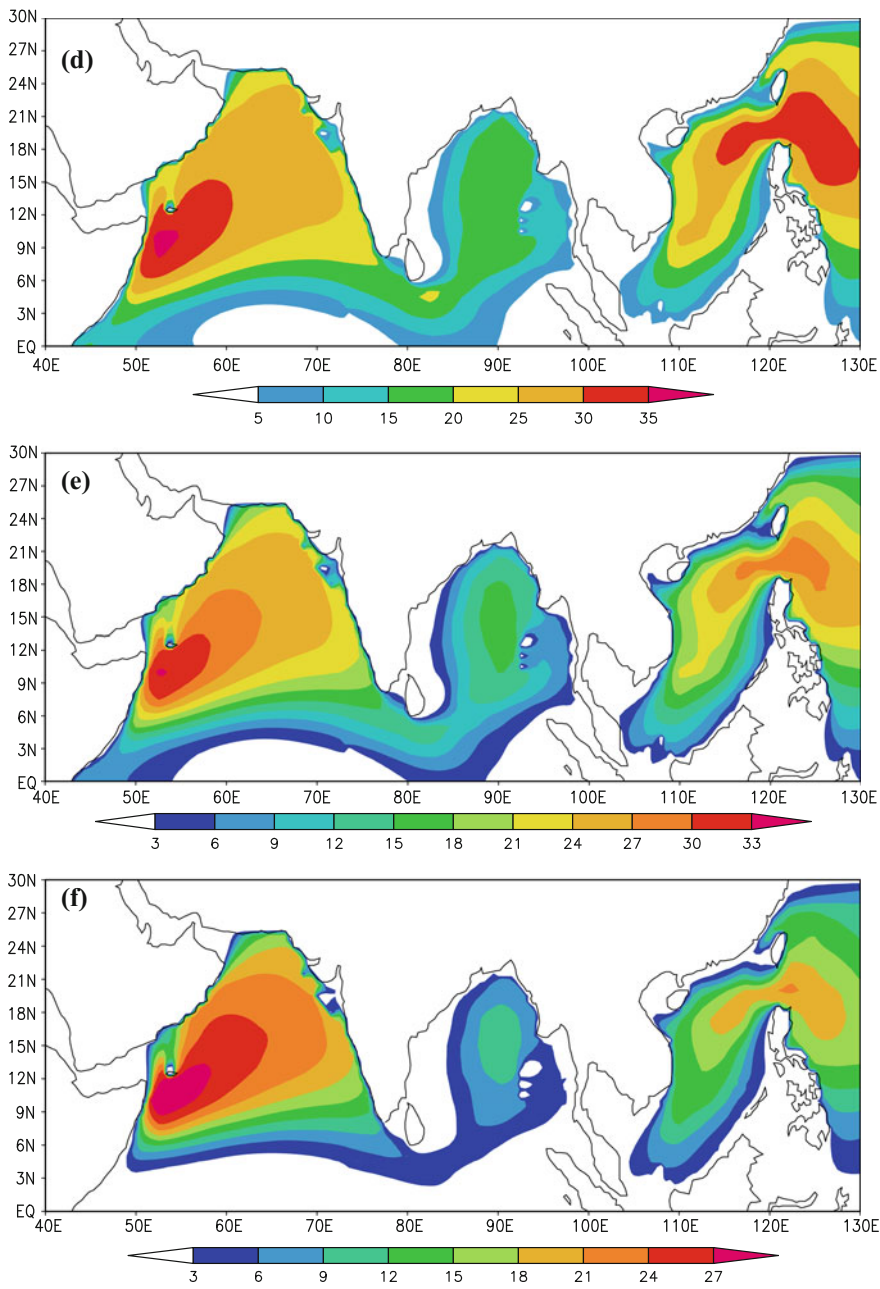 30N
(d)
27N
24N
21N
18N
15N
12N
9N
6N
3N
EQ
40E 50E 60E 70E 80E 90E 100E 110E 120E 130E
5 10 15 20 25 30 35
30N
(e)
27N
24N
21N
18N
15N
12N
9N
6N
3N
EQ
40E 50E 60E 70E 80E 90E 100E 110E 120E 130E
3 6 9 12 15 18 21 24 27 30 33
30N
(f)
27N
24N
21N
18N
15N
12N
9N
6N
3N
EQ
40E 50E 60E 70E 80E 90E 100E 110E 120E 130E
3 6 9 12 15 18 21 24 27